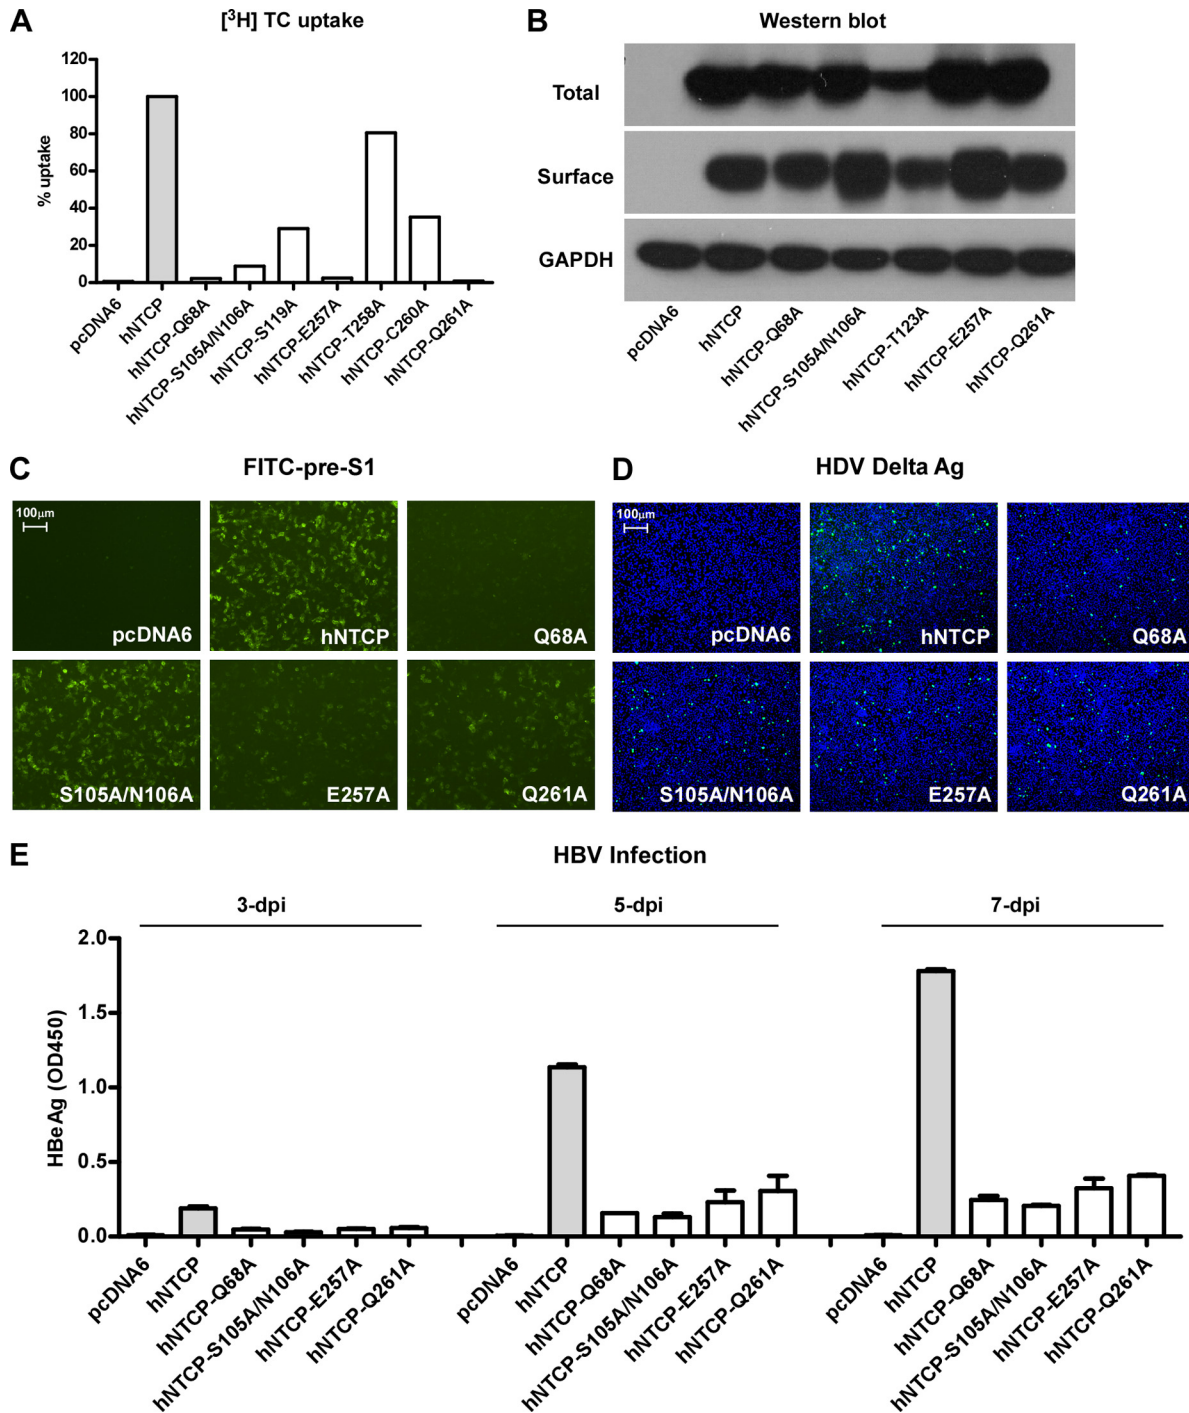 A
[³H] TC uptake
% uptake
120
100
80
60
40
20
0
pcDNA6
hNTCP
hNTCP-Q68A
hNTCP-S105A/N106A
hNTCP-S119A
hNTCP-E257A
hNTCP-T258A
hNTCP-C260A
hNTCP-Q261A
B
Western blot
Total
Surface
GAPDH
pcDNA6
hNTCP
hNTCP-Q68A
hNTCP-S105A/N106A
hNTCP-T123A
hNTCP-E257A
hNTCP-Q261A
C
FITC-pre-S1
100µm
pcDNA6
hNTCP
Q68A
S105A/N106A
E257A
Q261A
D
HDV Delta Ag
100µm
pcDNA6
hNTCP
Q68A
S105A/N106A
E257A
Q261A
E
HBV Infection
3-dpi
5-dpi
7-dpi
HBeAg (OD450)
2.0
1.5
1.0
0.5
0.0
pcDNA6
hNTCP
hNTCP-Q68A
hNTCP-S105A/N106A
hNTCP-E257A
hNTCP-Q261A
pcDNA6
hNTCP
hNTCP-Q68A
hNTCP-S105A/N106A
hNTCP-E257A
hNTCP-Q261A
pcDNA6
hNTCP
hNTCP-Q68A
hNTCP-S105A/N106A
hNTCP-E257A
hNTCP-Q261A